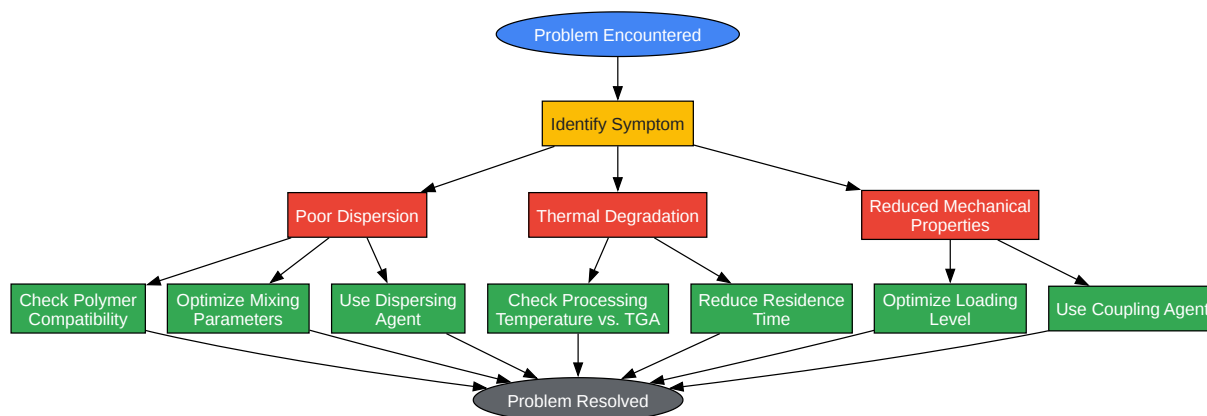 Problem Encountered
Identify Symptom
Poor Dispersion
Thermal Degradation
Reduced Mechanical
Properties
Check Polymer
Compatibility
Optimize Mixing
Parameters
Use Dispersing
Agent
Check Processing
Temperature vs. TGA
Reduce Residence
Time
Optimize Loading
Level
Use Coupling Agent
Problem Resolved